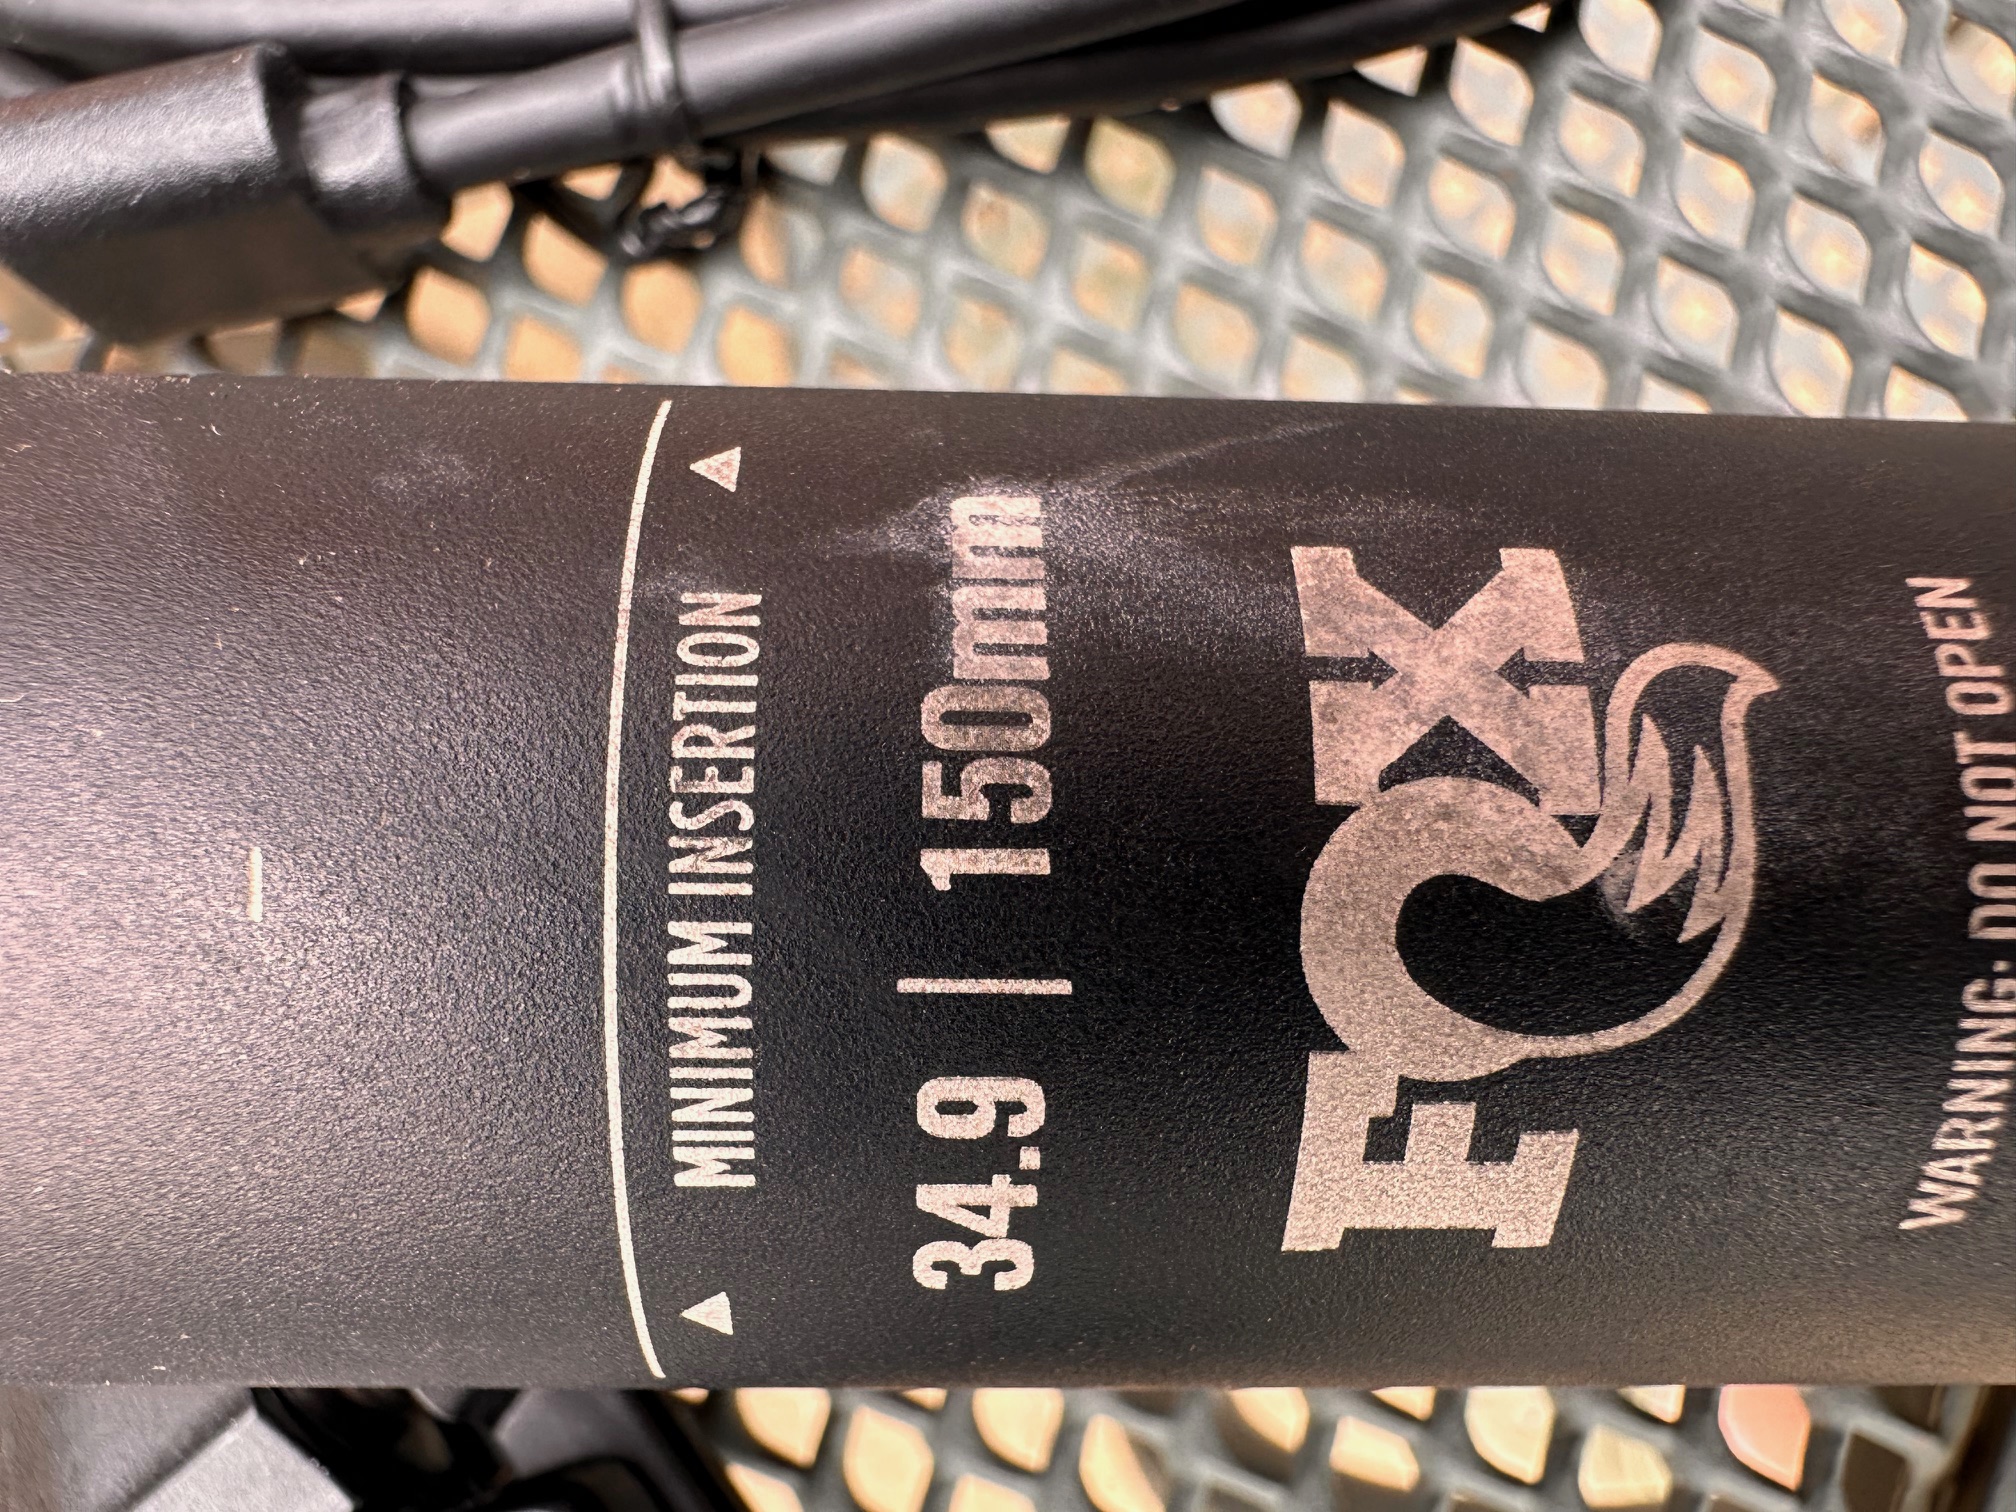 MINIMUM INSERTION
34.9 | 150mm
FOX
WARNING: DO NOT OPEN